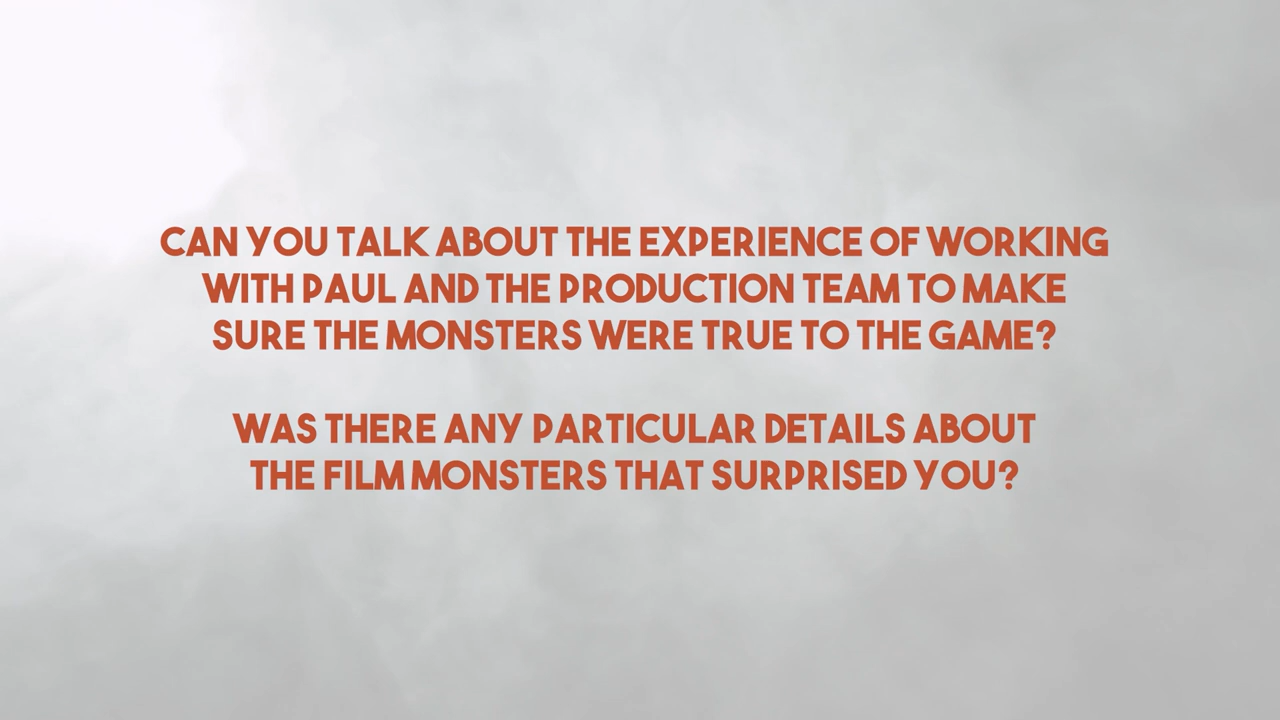 CAN YOU TALK ABOUT THE EXPERIENCE OF WORKING
WITH PAUL AND THE PRODUCTION TEAM TO MAKE
SURE THE MONSTERS WERE TRUE TO THE GAME?
WAS THERE ANY PARTICULAR DETAILS ABOUT
THE FILM MONSTERS THAT SURPRISED YOU?